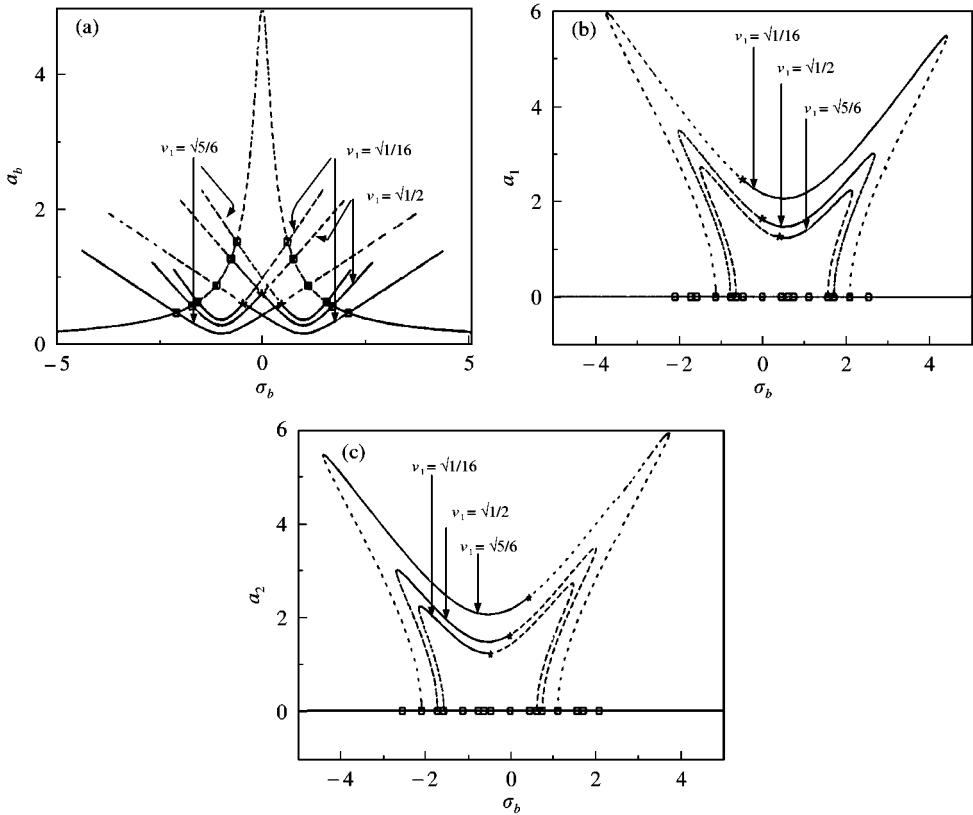 (a)
4
2
0
−5
0
5
a_b
σ_b
ν₁ = √5/6
ν₁ = √1/16
ν₁ = √1/2
(b)
6
4
2
0
−4
−2
0
2
4
a₁
σ_b
ν₁ = √1/16
ν₁ = √1/2
ν₁ = √5/6
(c)
6
4
2
0
−4
−2
0
2
4
a₂
σ_b
ν₁ = √1/16
ν₁ = √1/2
ν₁ = √5/6